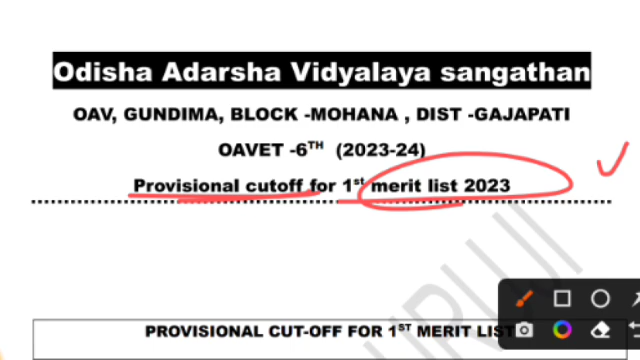 Odisha Adarsha Vidyalaya sangathan
OAV, GUNDIMA, BLOCK -MOHANA , DIST -GAJAPATI
OAVET -6TH (2023-24)
Provisional cutoff for 1st merit list 2023
PROVISIONAL CUT-OFF FOR 1ST MERIT LIST